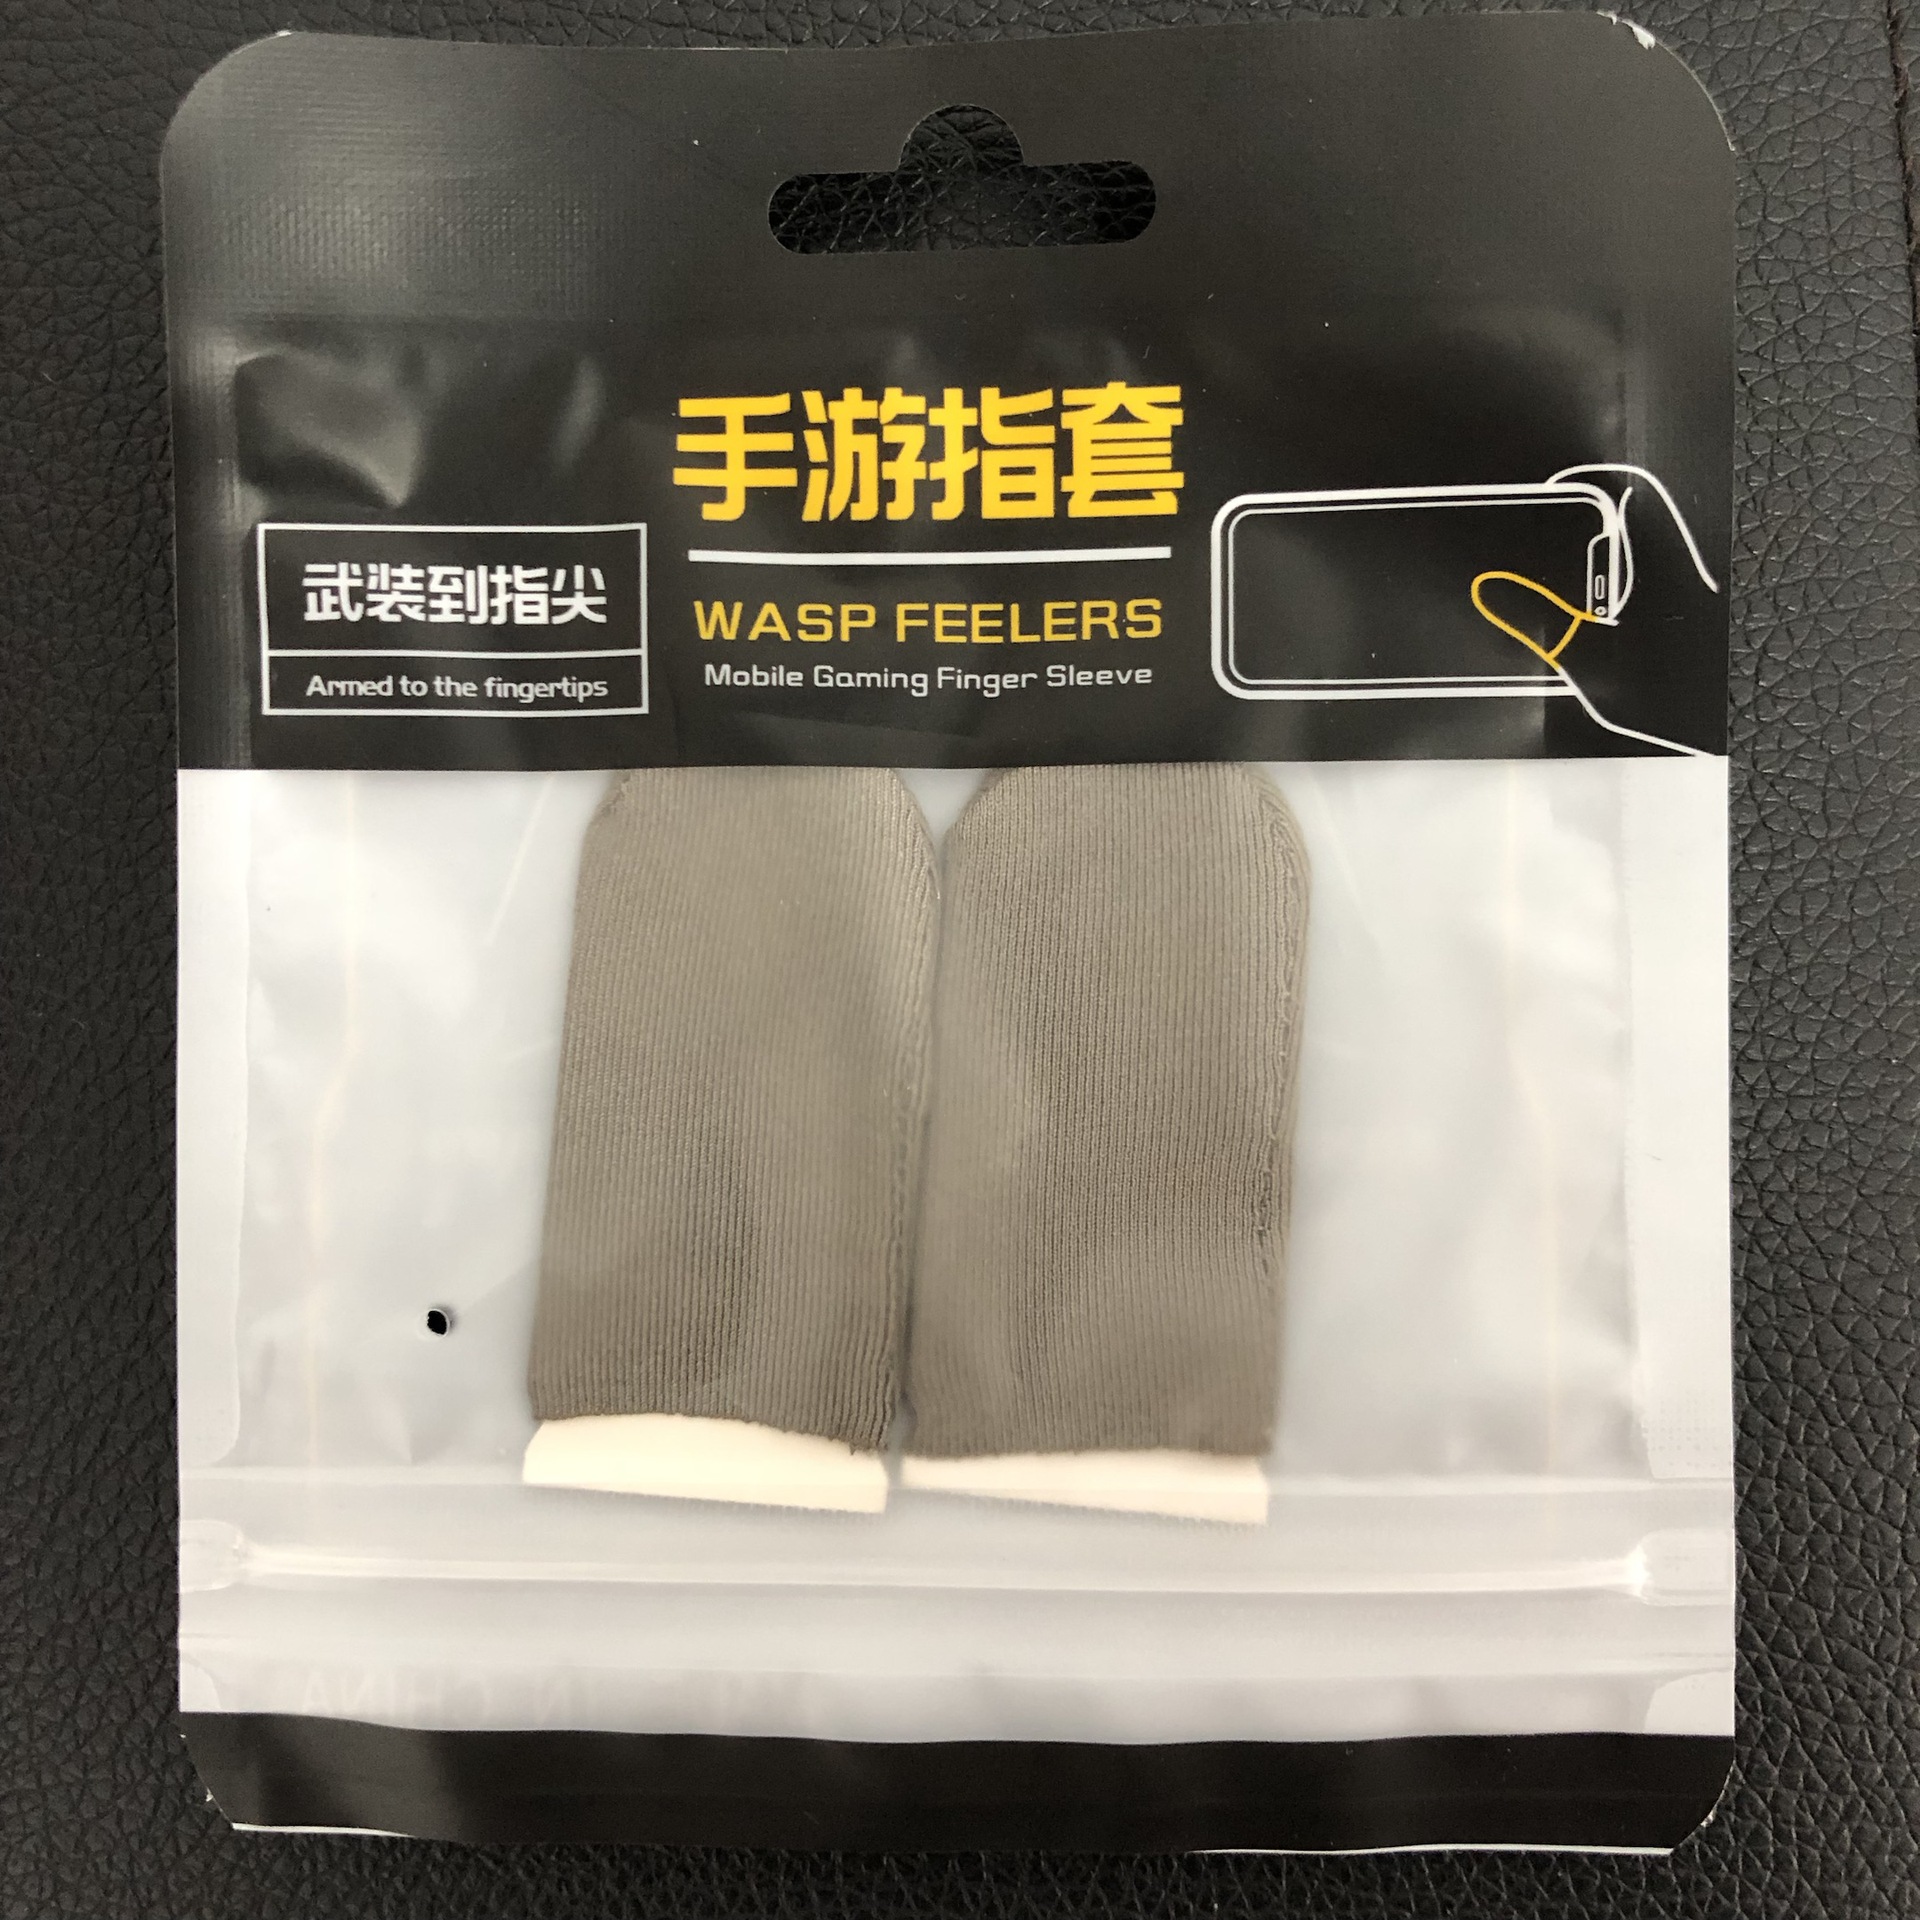 手游指套
WASP FEELERS
Mobile Gaming Finger Sleeve
武装到指尖
Armed to the fingertips